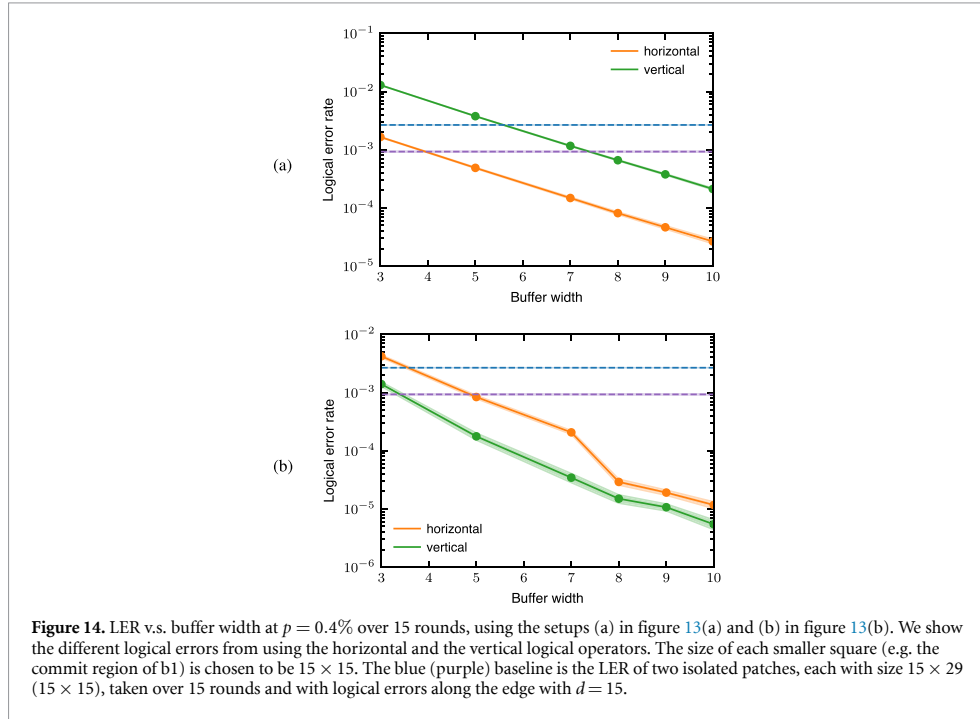 10⁻¹
10⁻²
10⁻³
10⁻⁴
10⁻⁵
Logical error rate
(a)
horizontal
vertical
3 4 5 6 7 8 9 10
Buffer width
10⁻²
10⁻³
10⁻⁴
10⁻⁵
10⁻⁶
Logical error rate
(b)
horizontal
vertical
3 4 5 6 7 8 9 10
Buffer width
Figure 14. LER v.s. buffer width at p = 0.4% over 15 rounds, using the setups (a) in figure 13(a) and (b) in figure 13(b). We show
the different logical errors from using the horizontal and the vertical logical operators. The size of each smaller square (e.g. the
commit region of b1) is chosen to be 15 × 15. The blue (purple) baseline is the LER of two isolated patches, each with size 15 × 29
(15 × 15), taken over 15 rounds and with logical errors along the edge with d = 15.